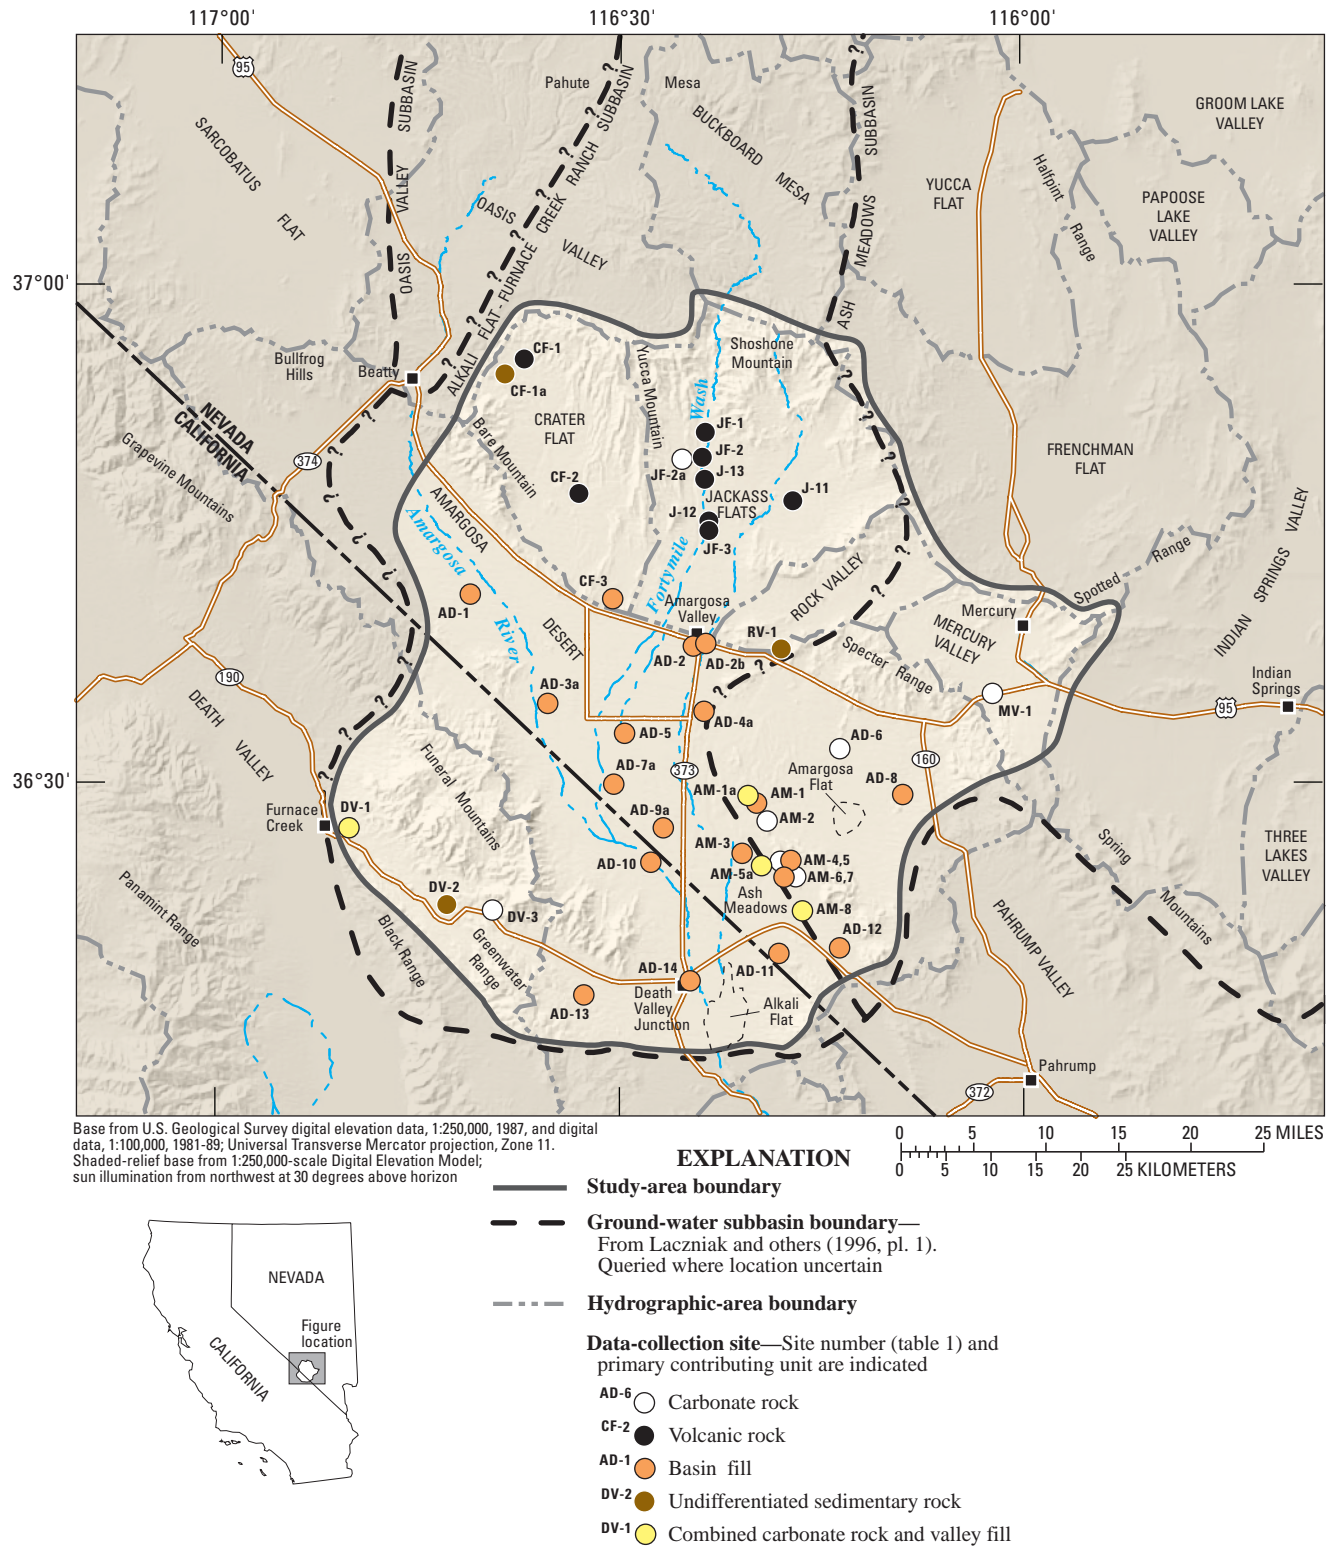 117°00'
116°30'
116°00'
95
SUBBASIN
VALLEY
OASIS
Pahute
Mesa
ALKALI FLAT - FURNACE CREEK RANCH SUBBASIN
BUCKBOARD
MESA
SUBBASIN
MEADOWS
ASH
GROOM LAKE
VALLEY
SARCOBATUS
FLAT
OASIS
VALLEY
YUCCA
FLAT
Halfpint
Range
PAPOOSE
LAKE
VALLEY
37°00'
Bullfrog
Hills
Beatty
NEVADA
CALIFORNIA
Grapevine Mountains
374
CF-1
CF-1a
CRATER
FLAT
Bare Mountain
CF-2
Yucca Mountain
Shoshone
Mountain
Wash
JF-1
JF-2
JF-2a
J-13
JACKASS
FLATS
J-11
J-12
JF-3
Fortymile
FRENCHMAN
FLAT
AMARGOSA
Amargosa
River
DESERT
AD-1
CF-3
Amargosa
Valley
ROCK VALLEY
RV-1
AD-2
AD-2b
Specter Range
Mercury
MERCURY
VALLEY
Spotted
Range
INDIAN SPRINGS VALLEY
Indian
Springs
95
MV-1
190
DEATH
VALLEY
AD-3a
AD-4a
AD-5
AD-6
Amargosa
Flat
AD-8
160
36°30'
AD-7a
373
AM-1a
AM-1
AM-2
Funeral Mountains
Furnace
Creek
DV-1
AD-9a
AD-10
AM-3
AM-4,5
AM-5a
AM-6,7
Ash
Meadows
AM-8
Spring
Mountains
THREE
LAKES
VALLEY
Panamint Range
DV-2
DV-3
Black Range
Greenwater
Range
AD-12
AD-11
AD-14
AD-13
Death
Valley
Junction
Alkali
Flat
PAHRUMP VALLEY
Pahrump
372
Base from U.S. Geological Survey digital elevation data, 1:250,000, 1987, and digital
data, 1:100,000, 1981-89; Universal Transverse Mercator projection, Zone 11.
Shaded-relief base from 1:250,000-scale Digital Elevation Model;
sun illumination from northwest at 30 degrees above horizon
0 5 10 15 20 25 MILES
0 5 10 15 20 25 KILOMETERS
EXPLANATION
Study-area boundary
Ground-water subbasin boundary—
From Laczniak and others (1996, pl. 1).
Queried where location uncertain
Hydrographic-area boundary
Data-collection site—Site number (table 1) and
primary contributing unit are indicated
AD-6 Carbonate rock
CF-2 Volcanic rock
AD-1 Basin fill
DV-2 Undifferentiated sedimentary rock
DV-1 Combined carbonate rock and valley fill
NEVADA
CALIFORNIA
Figure
location